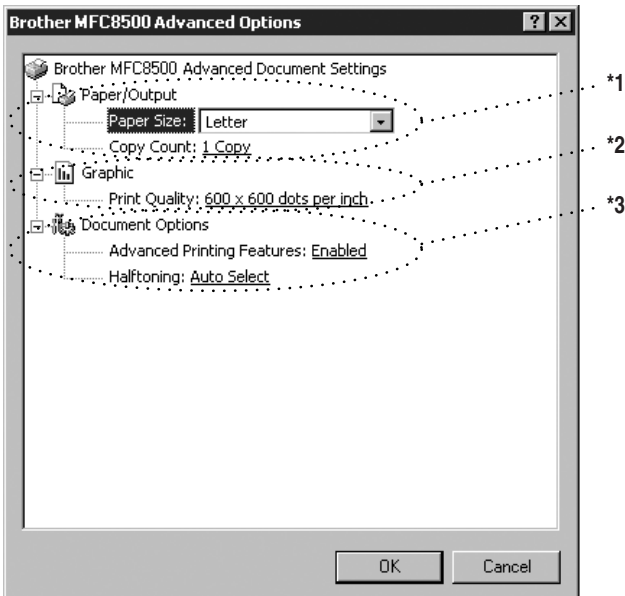 Brother MFC8500 Advanced Options
Brother MFC8500 Advanced Document Settings
Paper/Output
*1
Paper Size: Letter
Copy Count: 1 Copy
*2
Graphic
Print Quality: 600 x 600 dots per inch
*3
Document Options
Advanced Printing Features: Enabled
Halftoning: Auto Select
OK Cancel